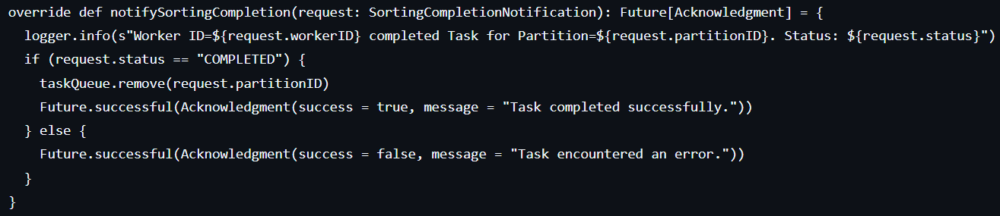 override def notifySortingCompletion(request: SortingCompletionNotification): Future[Acknowledgment] = {
  logger.info(s"Worker ID=${request.workerID} completed Task for Partition=${request.partitionID}. Status: ${request.status}")
  if (request.status == "COMPLETED") {
    taskQueue.remove(request.partitionID)
    Future.successful(Acknowledgment(success = true, message = "Task completed successfully."))
  } else {
    Future.successful(Acknowledgment(success = false, message = "Task encountered an error."))
  }
}